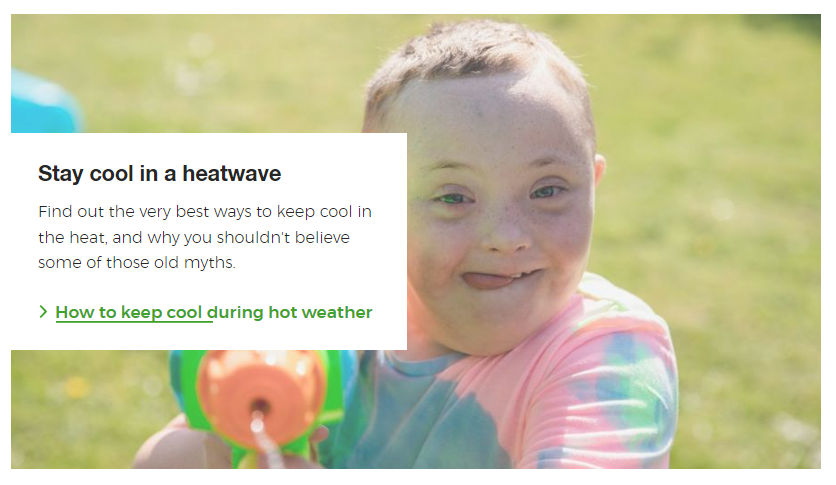 Stay cool in a heatwave
Find out the very best ways to keep cool in
the heat, and why you shouldn't believe
some of those old myths.
How to keep cool during hot weather